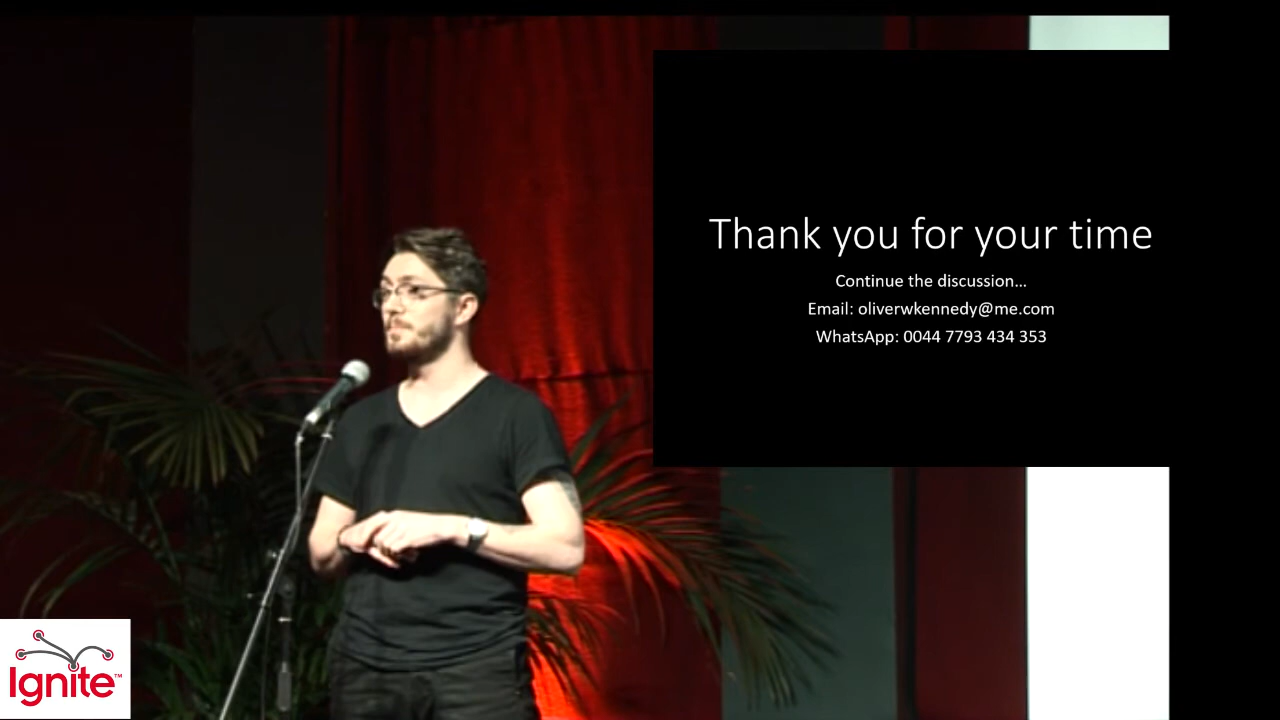 Thank you for your time
Continue the discussion...
Email: oliverwkennedy@me.com
WhatsApp: 0044 7793 434 353
Ignite™